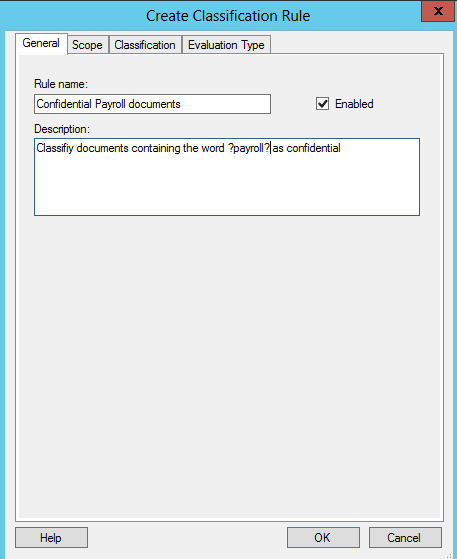 Create Classification Rule
x
General Scope Classification Evaluation Type
Rule name:
Confidential Payroll documents
Enabled
Description:
Classifiy documents containing the word ?payroll? as confidential
Help OK Cancel